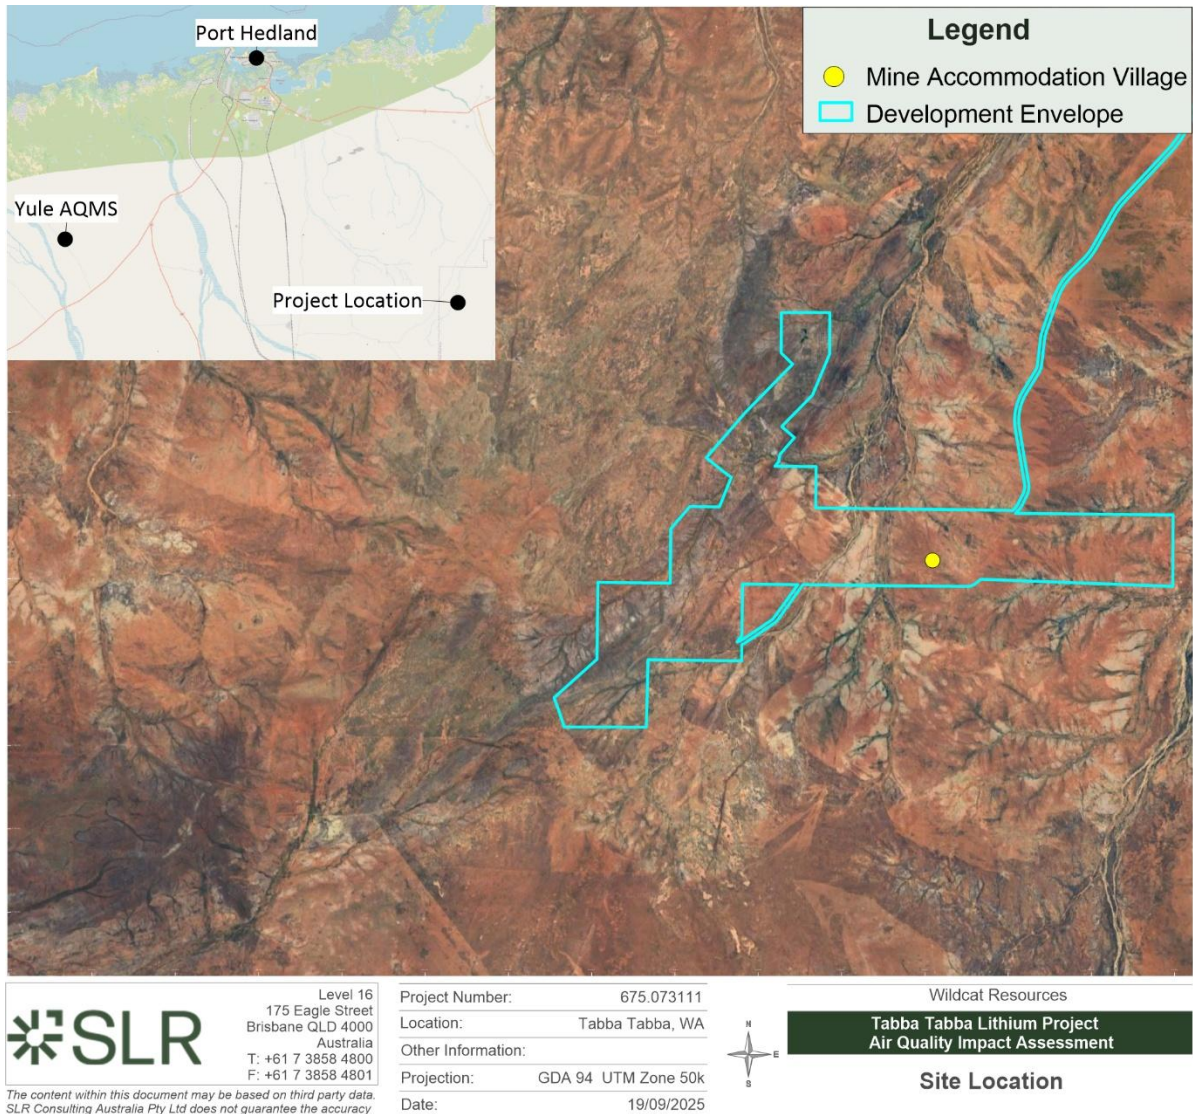 Port Hedland
Yule AQMS
Project Location
Legend
Mine Accommodation Village
Development Envelope
SLR
Level 16
175 Eagle Street
Brisbane QLD 4000
Australia
T: +61 7 3858 4800
F: +61 7 3858 4801
The content within this document may be based on third party data.
SLR Consulting Australia Pty Ltd does not guarantee the accuracy
Project Number: 675.073111
Location: Tabba Tabba, WA
Other Information:
Projection: GDA 94 UTM Zone 50k
Date: 19/09/2025
N
E
S
Wildcat Resources
Tabba Tabba Lithium Project
Air Quality Impact Assessment
Site Location